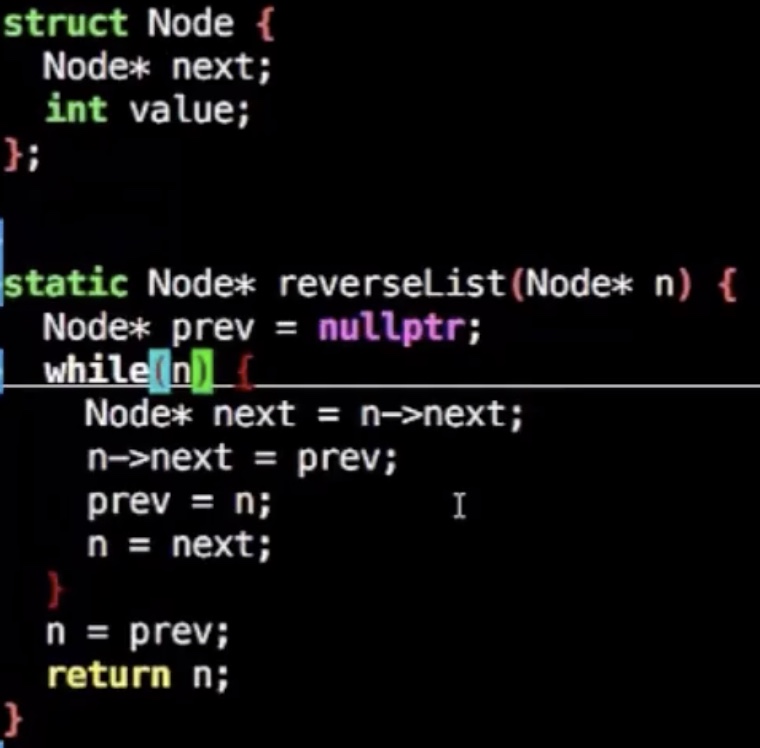 struct Node {
  Node* next;
  int value;
};
static Node* reverseList(Node* n) {
  Node* prev = nullptr;
  while(n) {
    Node* next = n->next;
    n->next = prev;
    prev = n;
    n = next;
  }
  n = prev;
  return n;
}